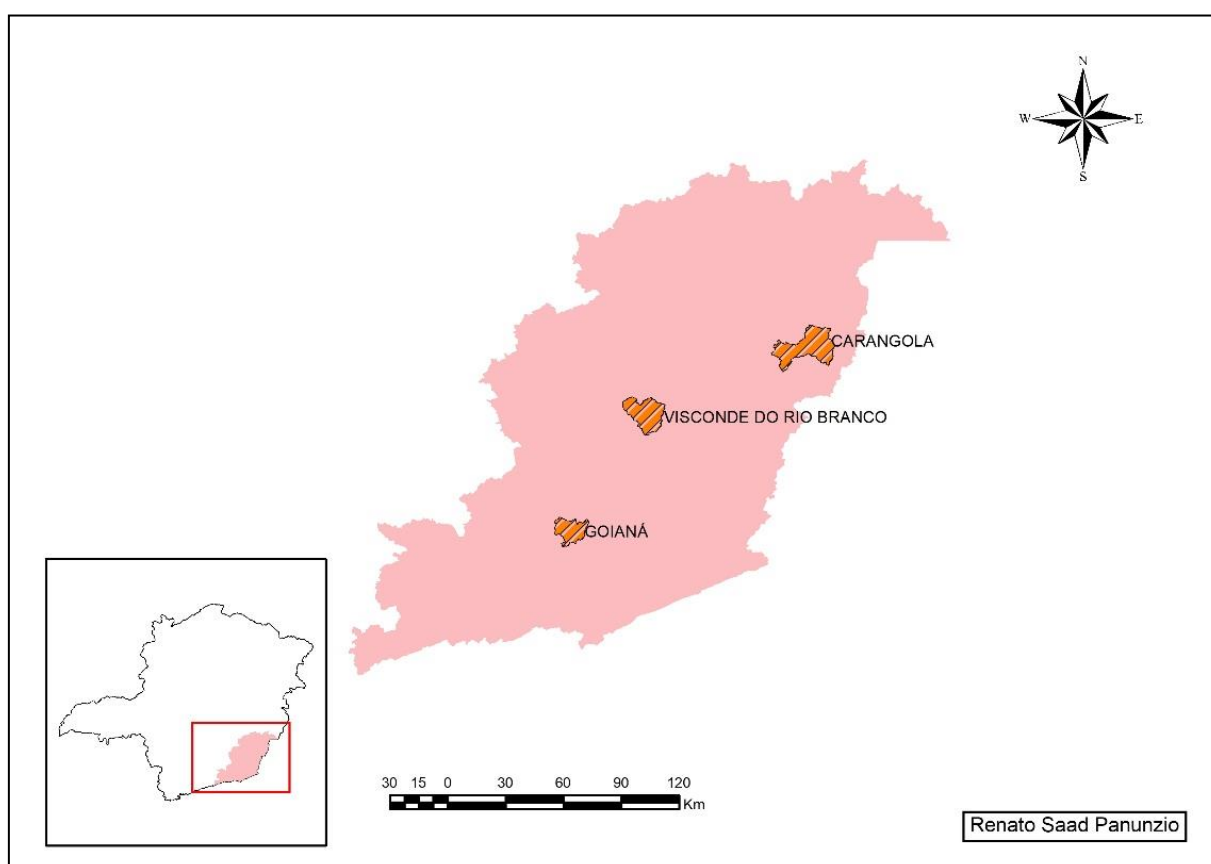 N
W E
S
CARANGOLA
VISCONDE DO RIO BRANCO
GOIANÁ
30 15 0 30 60 90 120
Km
Renato Saad Panunzio